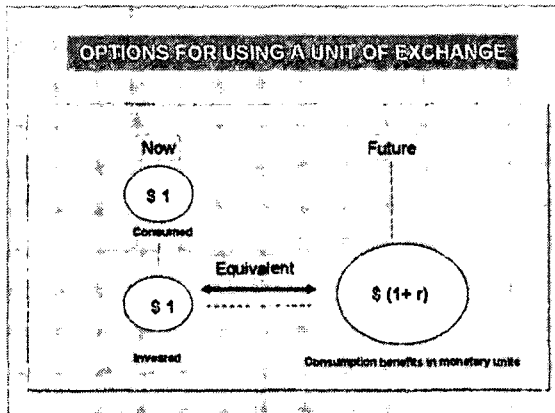 OPTIONS FOR USING A UNIT OF EXCHANGE
Now
Future
$ 1
Consumed
Equivalent
$ 1
$ (1+ r)
Invested
Consumption benefits in monetary units